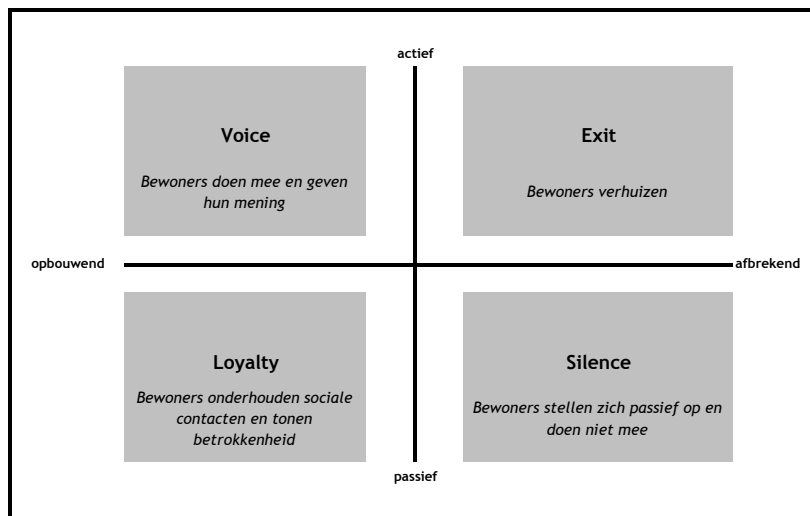 actief
Voice
Bewoners doen mee en geven
hun mening
Exit
Bewoners verhuizen
opbouwend
afbrekend
Loyalty
Bewoners onderhouden sociale
contacten en tonen
betrokkenheid
Silence
Bewoners stellen zich passief op en
doen niet mee
passief